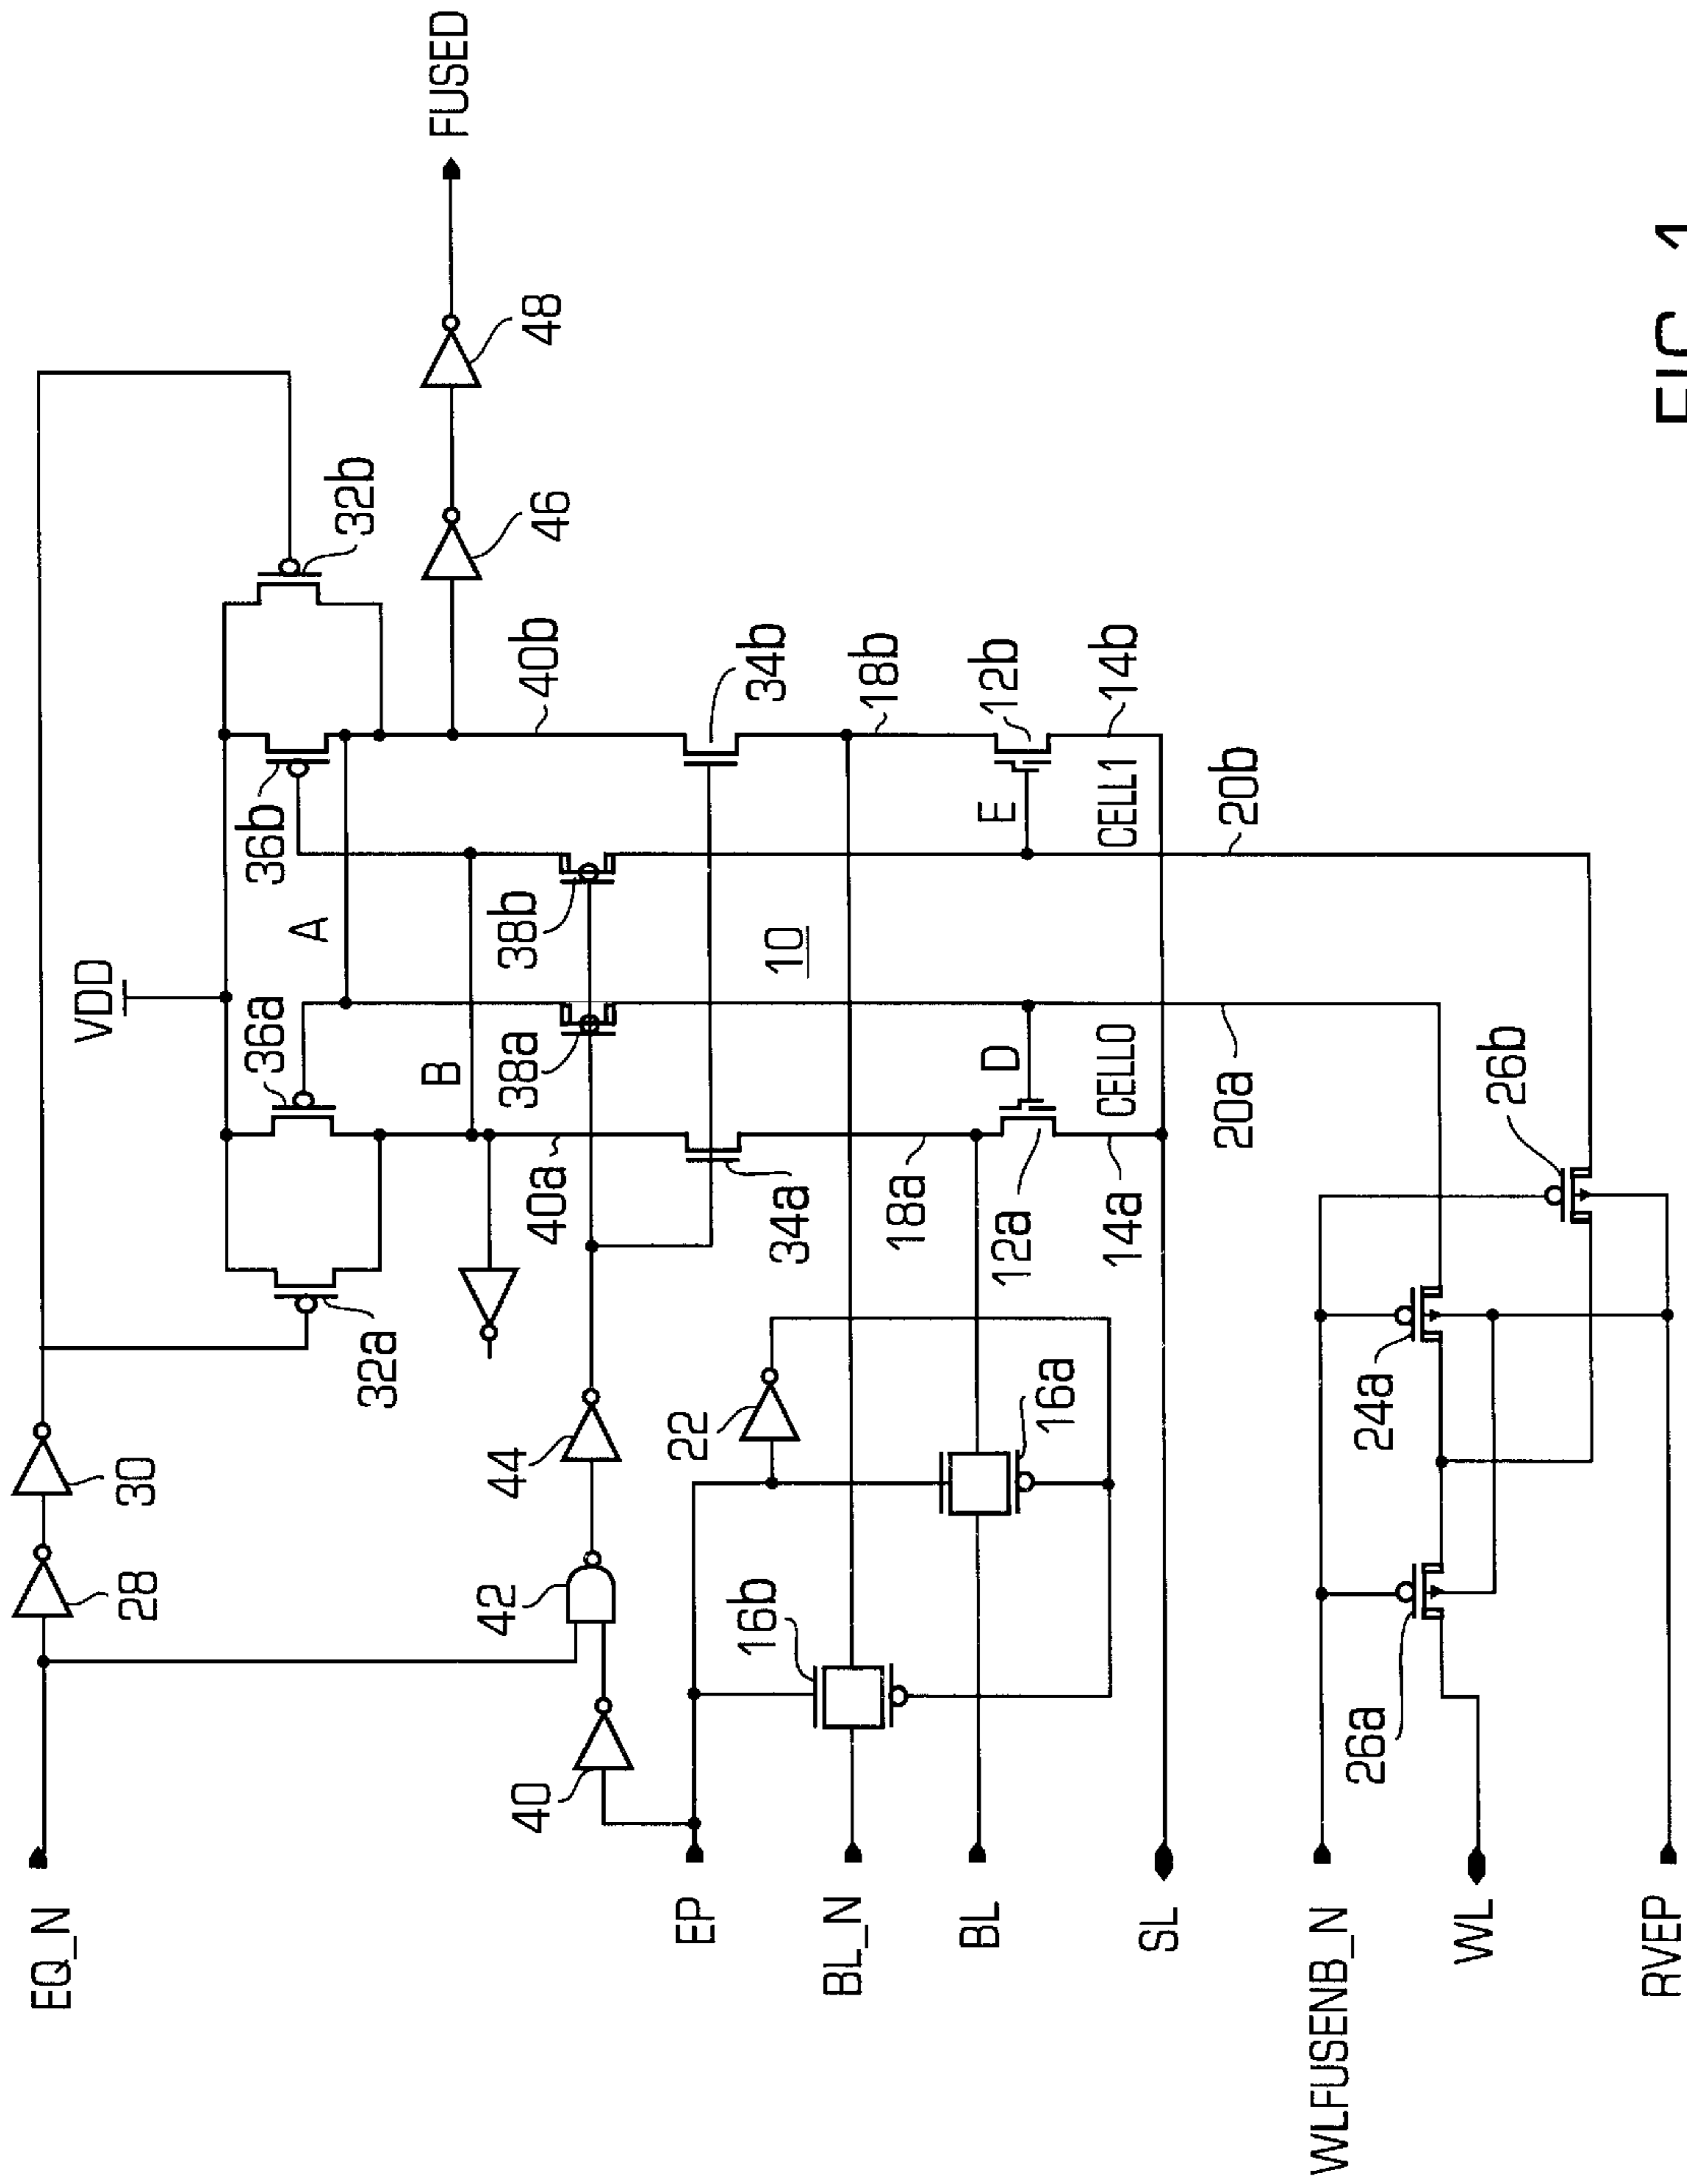 EQ_N
28
30
VDD
32a
36a
A
36b
32b
B
FUSED
46
48
40
42
44
40a
38a
38b
40b
EP
22
34a
10
34b
BL_N
16b
18a
18b
BL
16a
12a
D
E
12b
SL
14a
CELL0
CELL1
14b
20a
20b
WLFUSENB_N
26a
24a
26b
WL
RVEP
FIG. 1